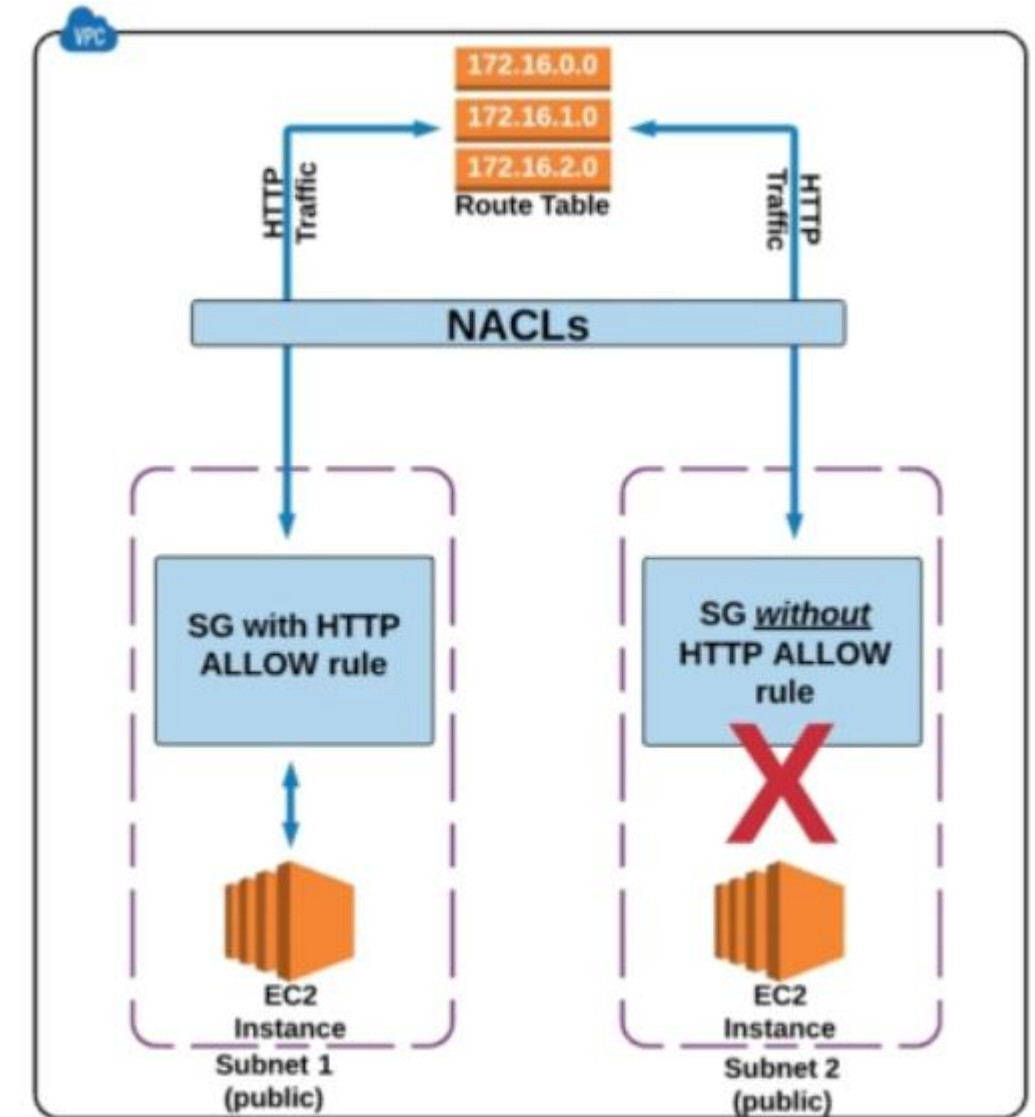 VPC
172.16.0.0
172.16.1.0
172.16.2.0
Route Table
HTTP
Traffic
HTTP
Traffic
NACLs
SG with HTTP
ALLOW rule
SG without
HTTP ALLOW
rule
X
EC2
Instance
Subnet 1
(public)
EC2
Instance
Subnet 2
(public)